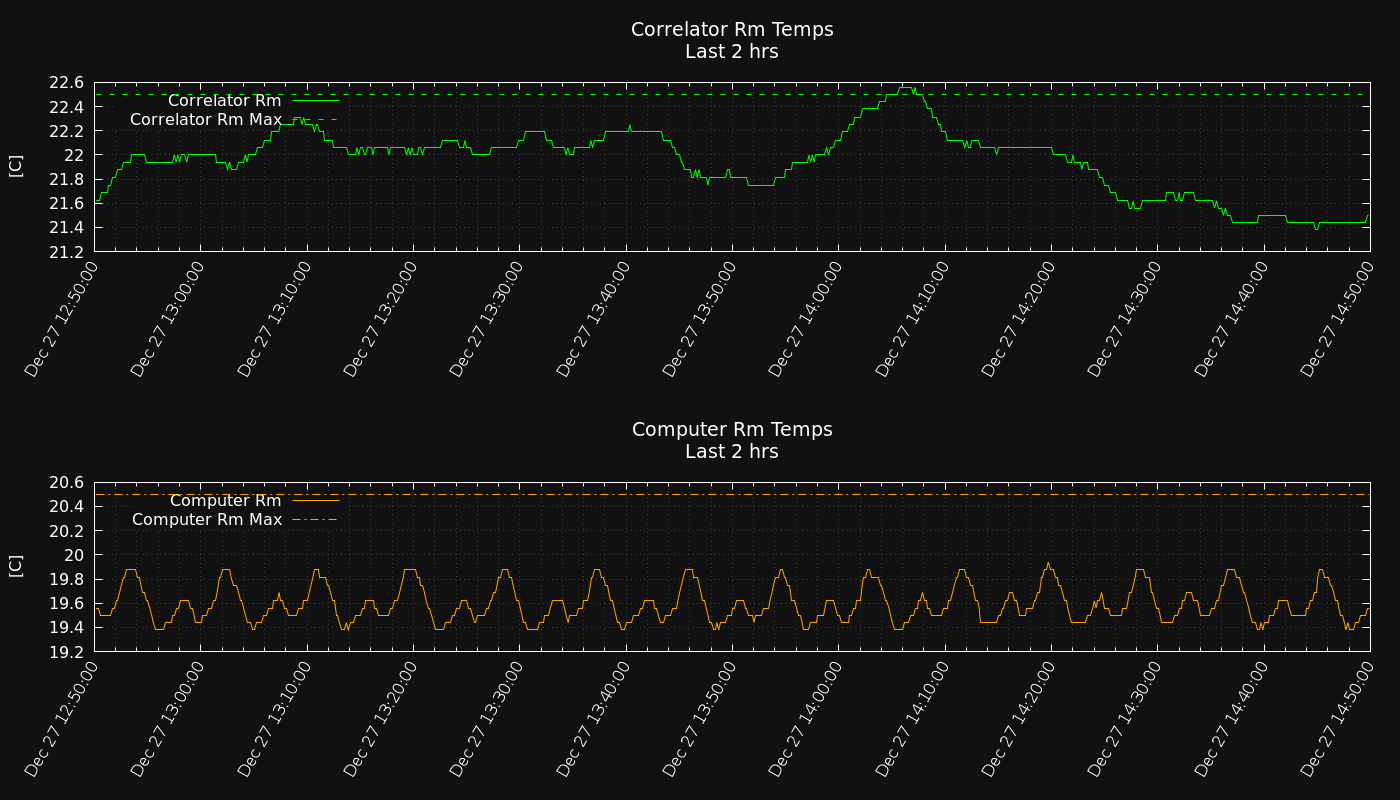 Correlator Rm Temps
Last 2 hrs
22.6
22.4
22.2
22
21.8
21.6
21.4
21.2
[C]
Correlator Rm
Correlator Rm Max
Dec 27 12:50:00
Dec 27 13:00:00
Dec 27 13:10:00
Dec 27 13:20:00
Dec 27 13:30:00
Dec 27 13:40:00
Dec 27 13:50:00
Dec 27 14:00:00
Dec 27 14:10:00
Dec 27 14:20:00
Dec 27 14:30:00
Dec 27 14:40:00
Dec 27 14:50:00
Computer Rm Temps
Last 2 hrs
20.6
20.4
20.2
20
19.8
19.6
19.4
19.2
[C]
Computer Rm
Computer Rm Max
Dec 27 12:50:00
Dec 27 13:00:00
Dec 27 13:10:00
Dec 27 13:20:00
Dec 27 13:30:00
Dec 27 13:40:00
Dec 27 13:50:00
Dec 27 14:00:00
Dec 27 14:10:00
Dec 27 14:20:00
Dec 27 14:30:00
Dec 27 14:40:00
Dec 27 14:50:00